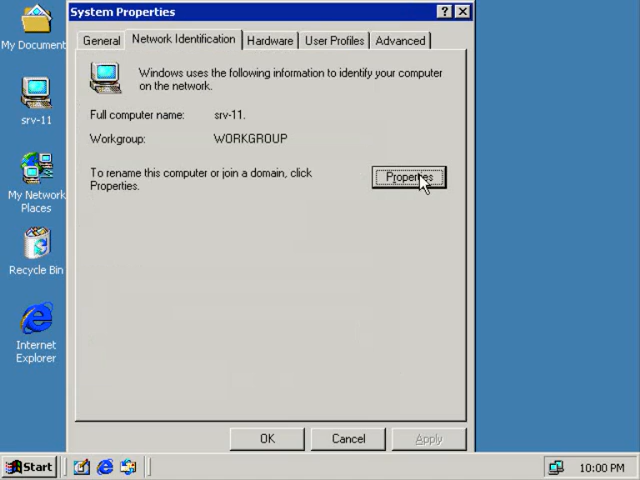 System Properties
My Document
General Network Identification Hardware User Profiles Advanced
Windows uses the following information to identify your computer
on the network.
srv-11
Full computer name: srv-11.
Workgroup: WORKGROUP
To rename this computer or join a domain, click
Properties.
Properties
My Network
Places
Recycle Bin
Internet
Explorer
OK Cancel Apply
Start
10:00 PM